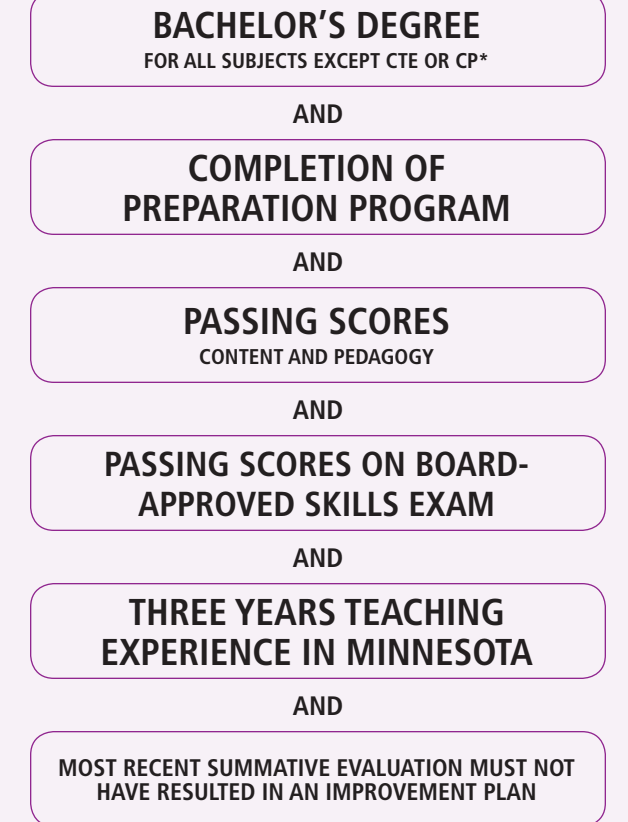 BACHELOR’S DEGREE
FOR ALL SUBJECTS EXCEPT CTE OR CP*
AND
COMPLETION OF
PREPARATION PROGRAM
AND
PASSING SCORES
CONTENT AND PEDAGOGY
AND
PASSING SCORES ON BOARD-
APPROVED SKILLS EXAM
AND
THREE YEARS TEACHING
EXPERIENCE IN MINNESOTA
AND
MOST RECENT SUMMATIVE EVALUATION MUST NOT
HAVE RESULTED IN AN IMPROVEMENT PLAN